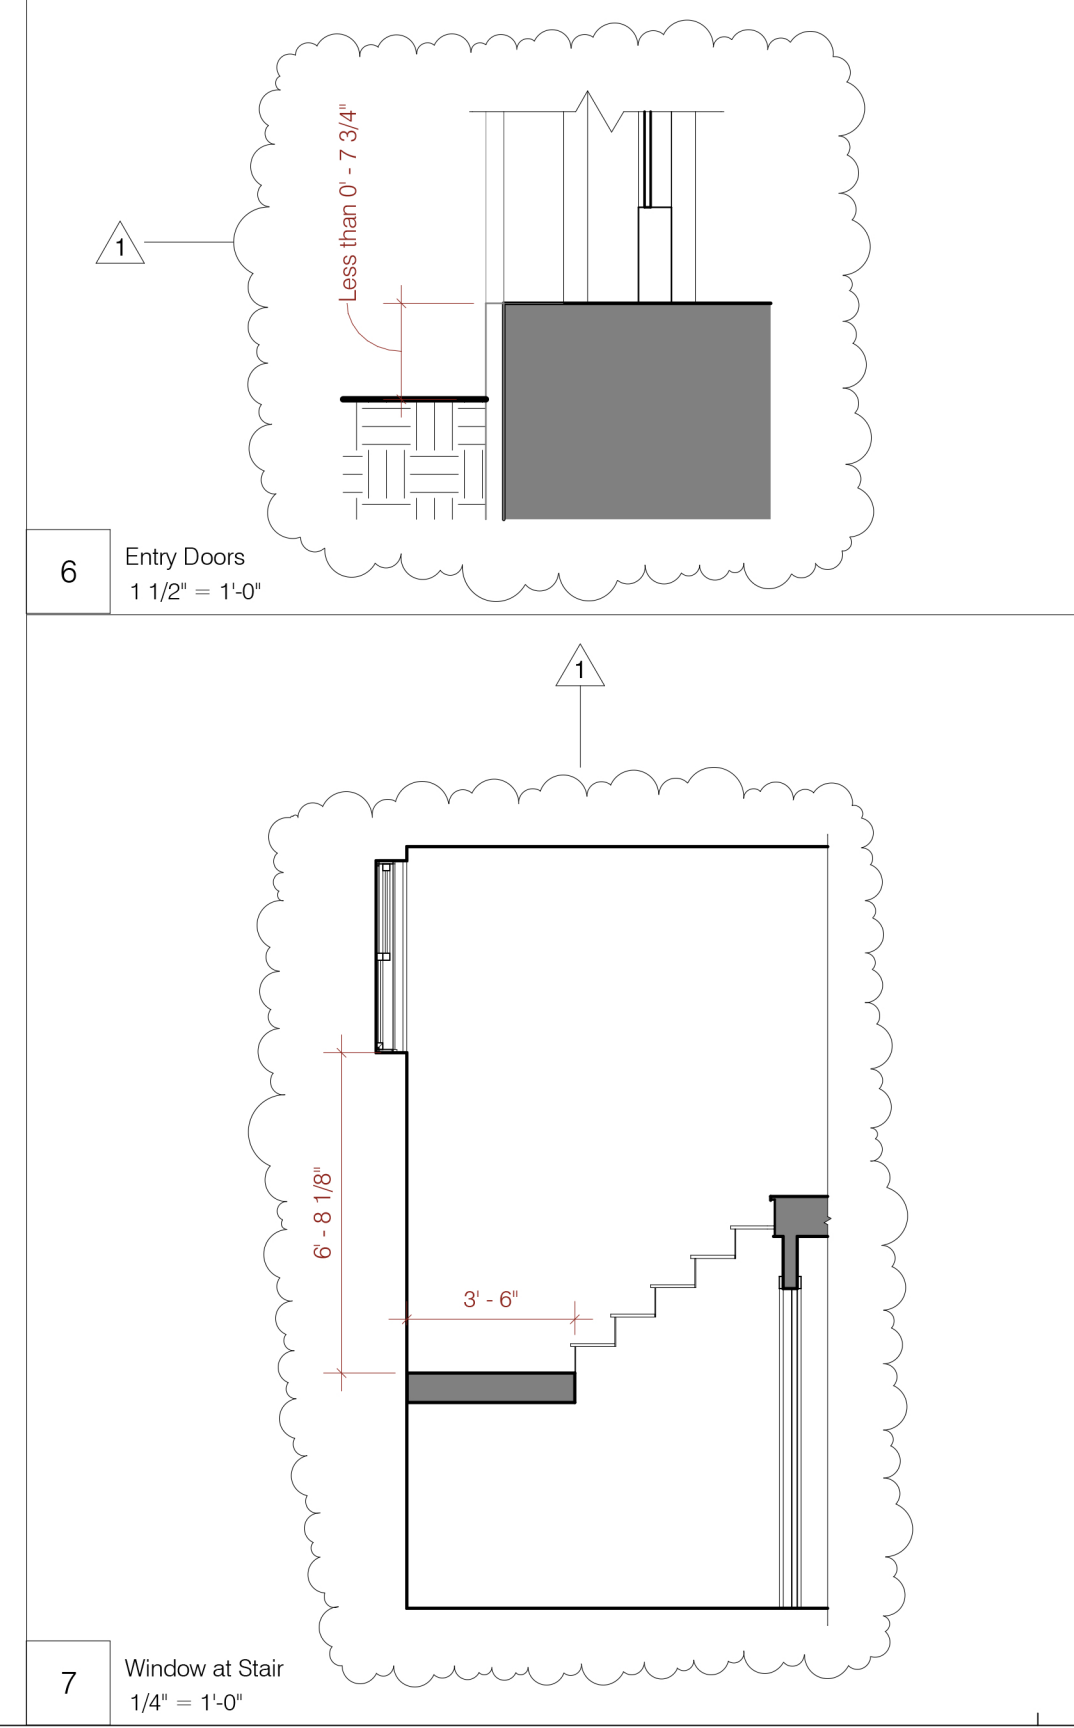 Less than 0' - 7 3/4"
1
6
Entry Doors
1 1/2" = 1'-0"
1
6' - 8 1/8"
3' - 6"
7
Window at Stair
1/4" = 1'-0"